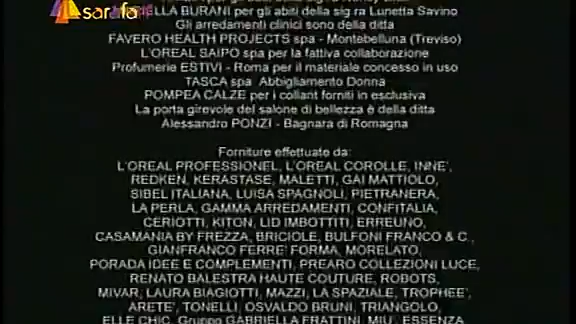 sarafa
ELLA BURANI per gli abiti della sig ra Lunetta Savino
Gli arredamenti clinici sono della ditta
FAVERO HEALTH PROJECTS spa - Montebelluna (Treviso)
L'OREAL SAIPO spa per la fattiva collaborazione
Profumerie ESTIVI - Roma per il materiale concesso in uso
TASCA spa Abbigliamento Donna
POMPEA CALZE per i collant forniti in esclusiva
La porta girevole del salone di bellezza è della ditta
Alessandro PONZI - Bagnara di Romagna
Forniture effettuate da:
L'OREAL PROFESSIONEL, L'OREAL COROLLE, INNE',
REDKEN, KERASTASE, MALETTI, GAI MATTIOLO,
SIBEL ITALIANA, LUISA SPAGNOLI, PIETRANERA,
LA PERLA, GAMMA ARREDAMENTI, CONFITALIA,
CERIOTTI, KITON, LID IMBOTTITI, ERREUNO,
CASAMANIA BY FREZZA, BRICIOLE, BULFONI FRANCO & C.,
GIANFRANCO FERRE' FORMA, MORELATO,
PORADA IDEE E COMPLEMENTI, PREARO COLLEZIONI LUCE,
RENATO BALESTRA HAUTE COUTURE, ROBOTS,
MIVAR, LAURA BIAGIOTTI, MAZZI, LA SPAZIALE, TROPHEE',
ARETE', TONELLI, OSVALDO BRUNI, TRIANGOLO,
ELLE CHIC, Gruppo GABRIELLA FRATTINI, MIU', ESSENZA